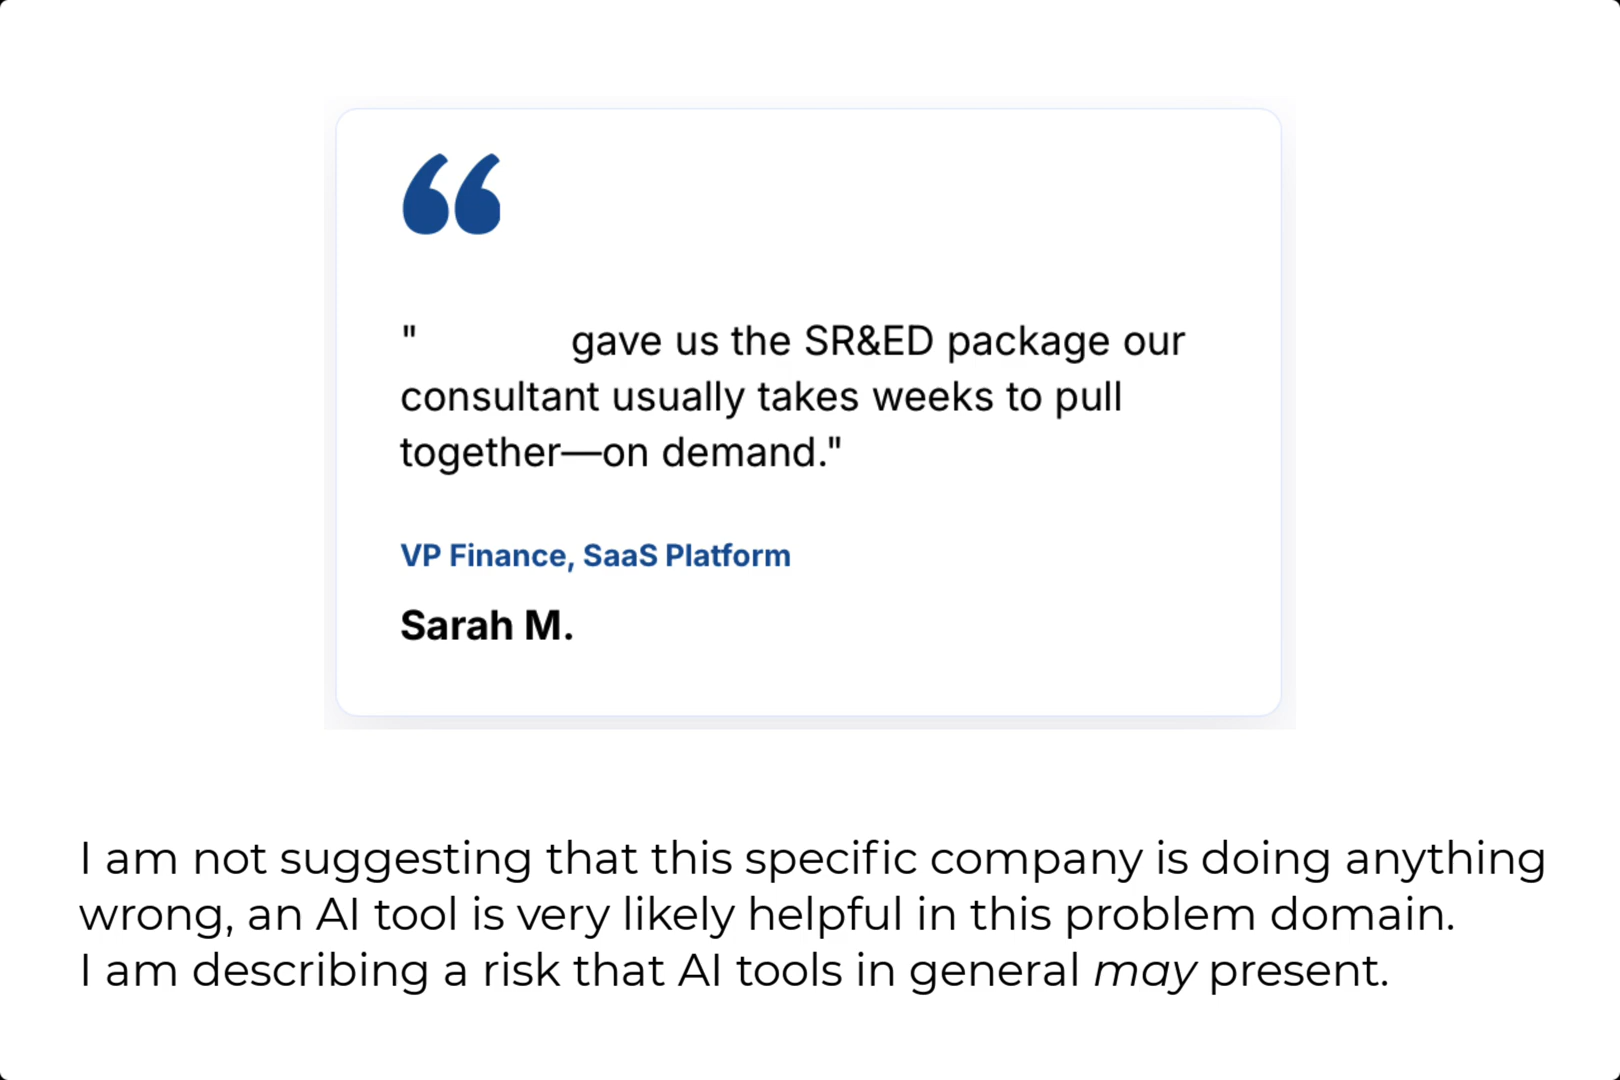 “
" gave us the SR&ED package our
consultant usually takes weeks to pull
together—on demand."
VP Finance, SaaS Platform
Sarah M.
I am not suggesting that this specific company is doing anything
wrong, an AI tool is very likely helpful in this problem domain.
I am describing a risk that AI tools in general may present.